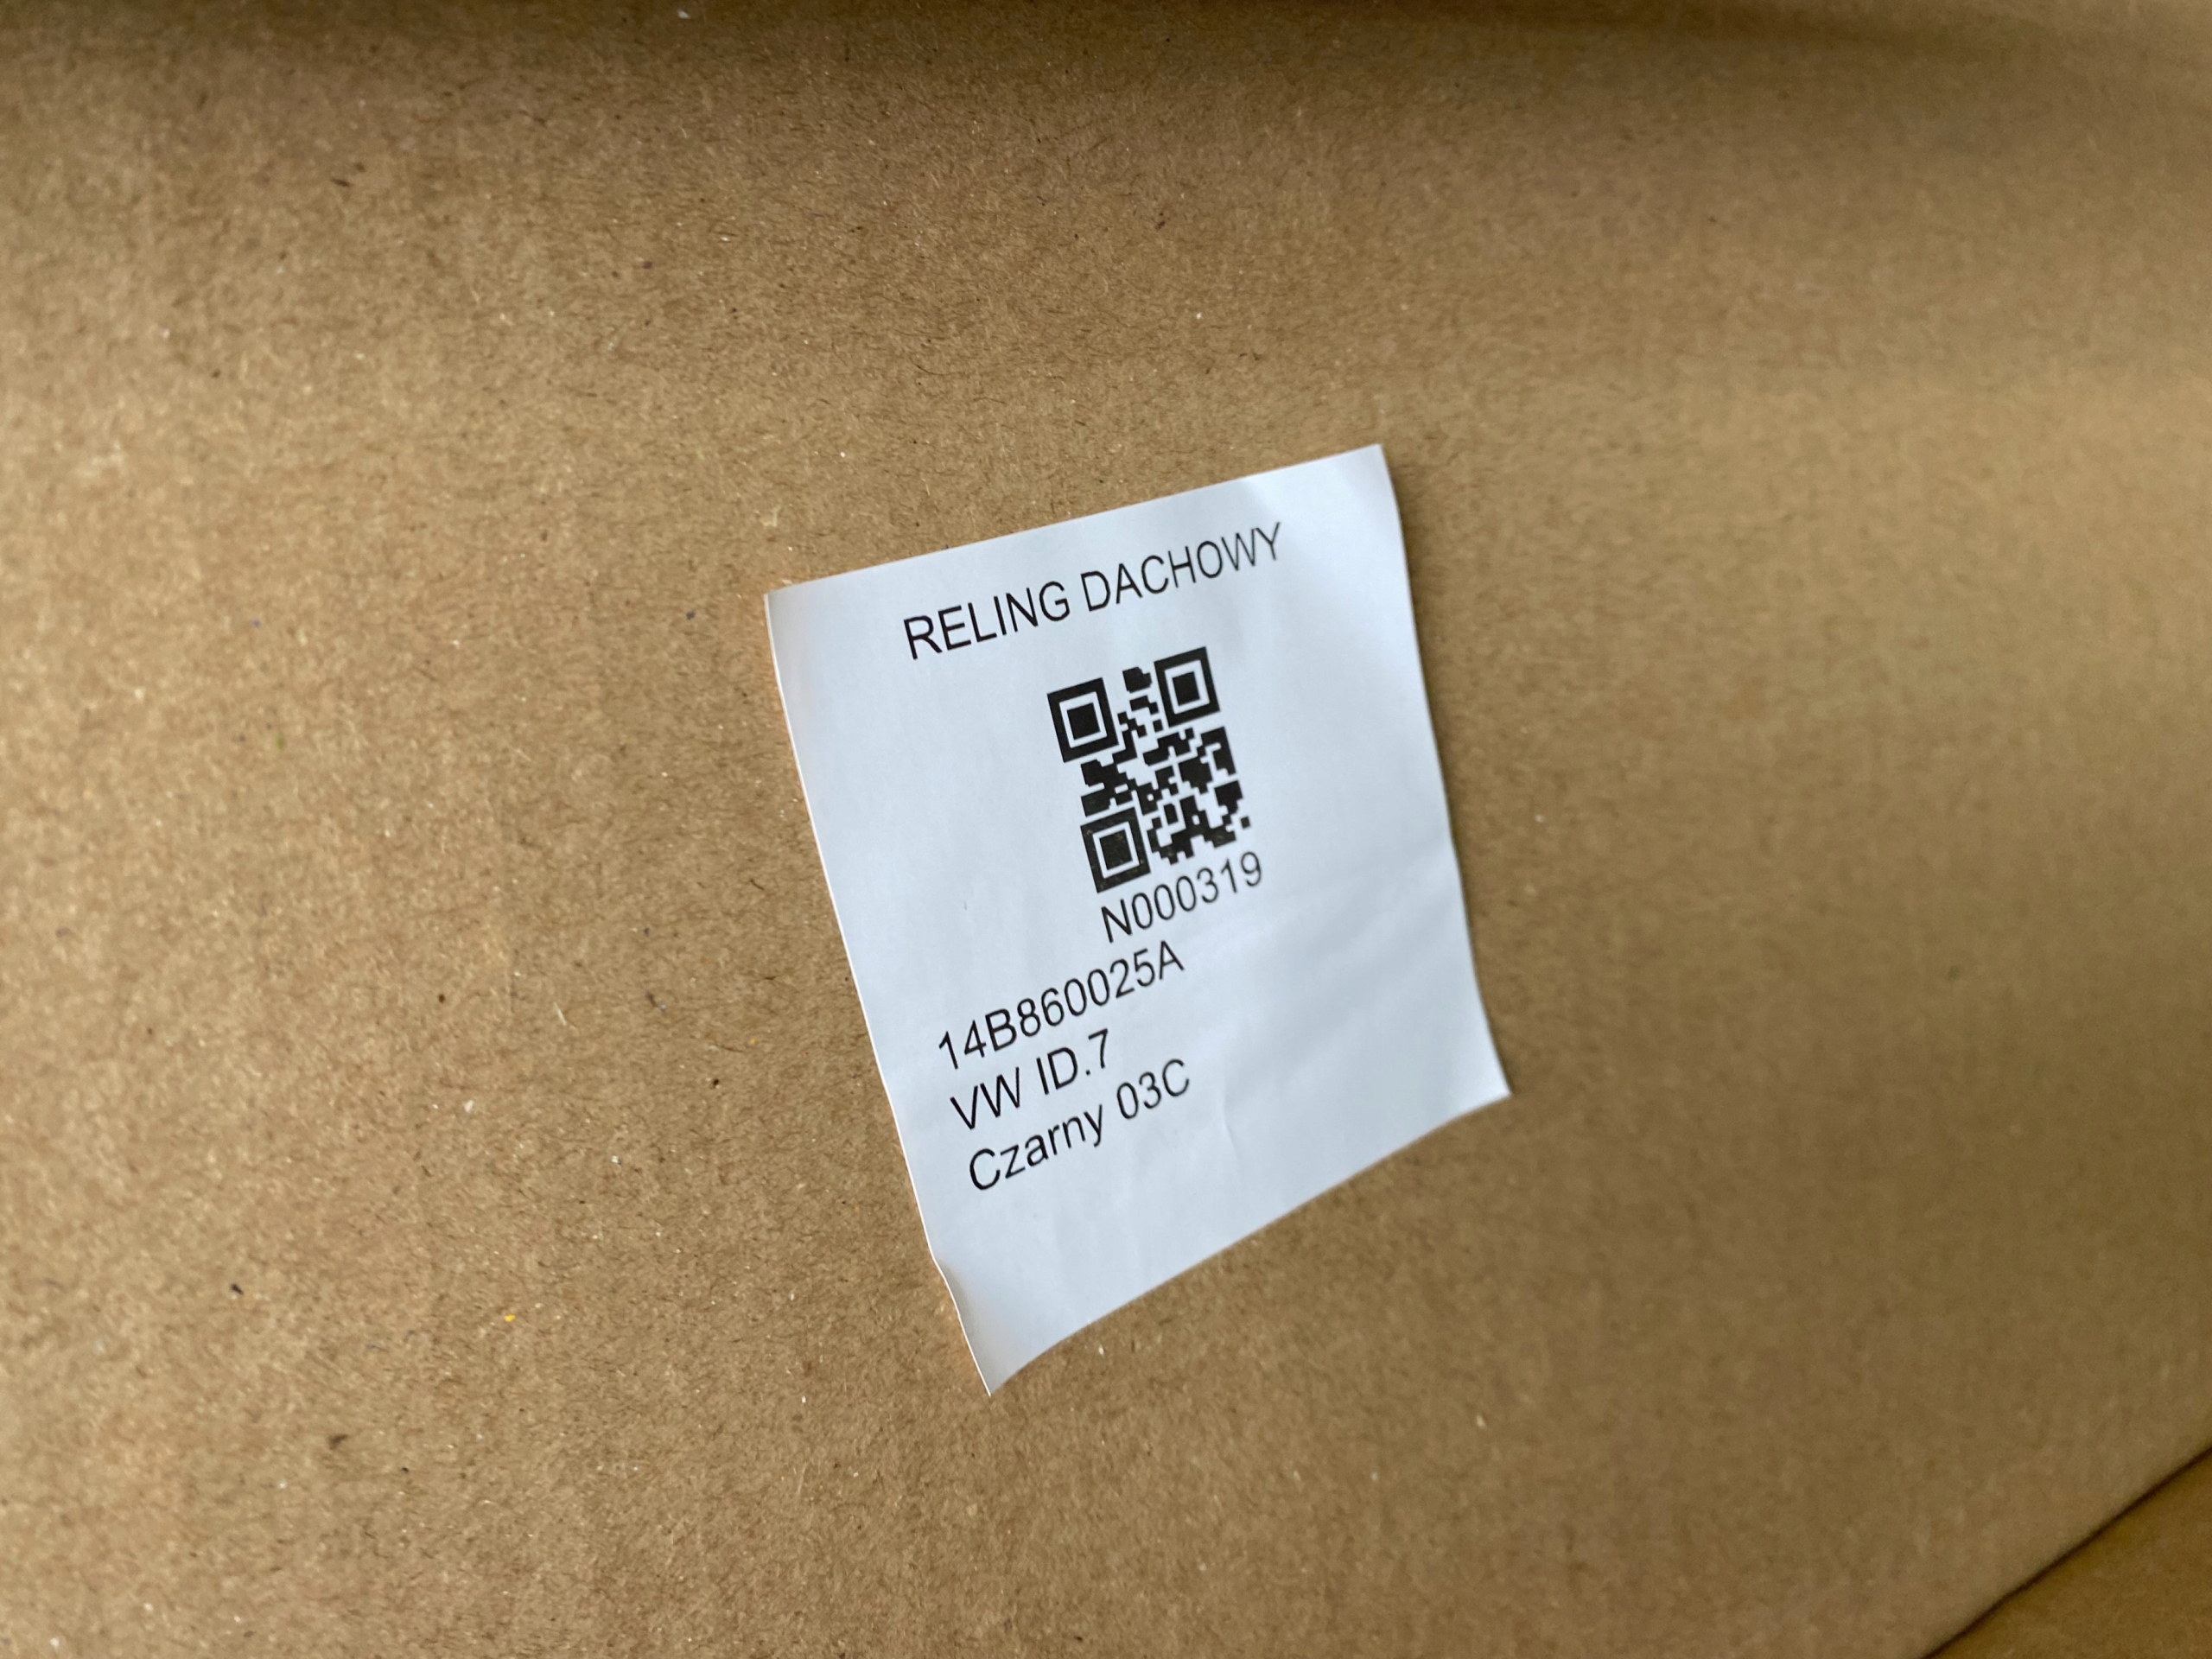 RELING DACHOWY
N000319
14B860025A
VW ID.7
Czarny 03C